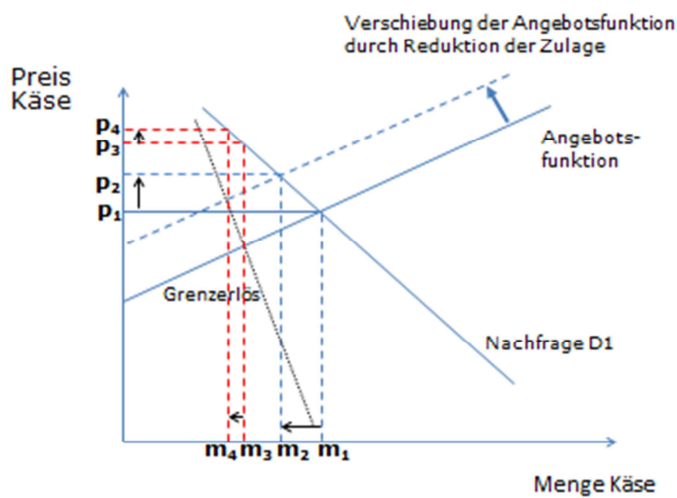 Verschiebung der Angebotsfunktion
durch Reduktion der Zulage
Preis
Käse
p4
p3
p2
p1
Angebots-
funktion
Grenzerlös
Nachfrage D1
m4 m3 m2 m1
Menge Käse